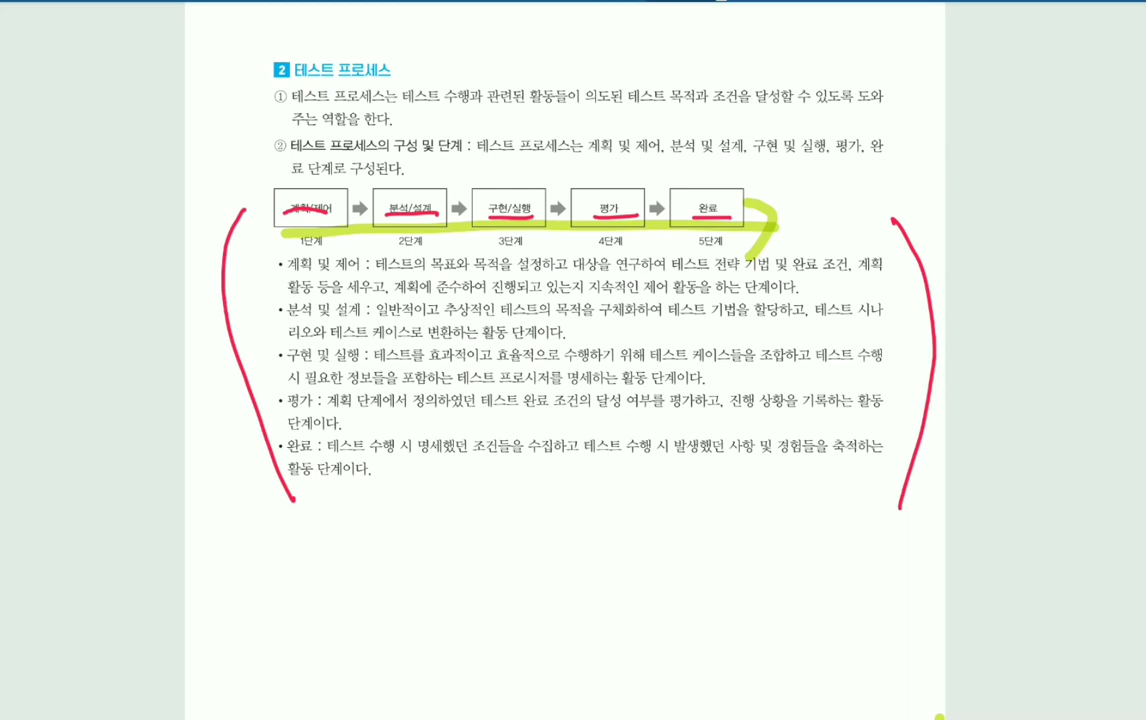 2 테스트 프로세스
① 테스트 프로세스는 테스트 수행과 관련된 활동들이 의도된 테스트 목적과 조건을 달성할 수 있도록 도와
주는 역할을 한다.
② 테스트 프로세스의 구성 및 단계 : 테스트 프로세스는 계획 및 제어, 분석 및 설계, 구현 및 실행, 평가, 완
료 단계로 구성된다.
계획/제어 분석/설계 구현/실행 평가 완료
1단계 2단계 3단계 4단계 5단계
• 계획 및 제어 : 테스트의 목표와 목적을 설정하고 대상을 연구하여 테스트 전략 기법 및 완료 조건, 계획
활동 등을 세우고, 계획에 준수하여 진행되고 있는지 지속적인 제어 활동을 하는 단계이다.
• 분석 및 설계 : 일반적이고 추상적인 테스트의 목적을 구체화하여 테스트 기법을 할당하고, 테스트 시나
리오와 테스트 케이스로 변환하는 활동 단계이다.
• 구현 및 실행 : 테스트를 효과적이고 효율적으로 수행하기 위해 테스트 케이스들을 조합하고 테스트 수행
시 필요한 정보들을 포함하는 테스트 프로시저를 명세하는 활동 단계이다.
• 평가 : 계획 단계에서 정의하였던 테스트 완료 조건의 달성 여부를 평가하고, 진행 상황을 기록하는 활동
단계이다.
• 완료 : 테스트 수행 시 명세했던 조건들을 수집하고 테스트 수행 시 발생했던 사항 및 경험들을 축적하는
활동 단계이다.